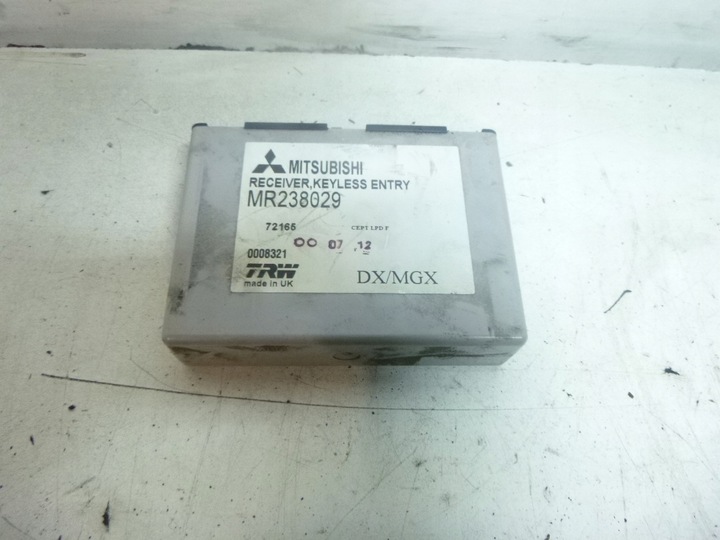 MITSUBISHI
RECEIVER,KEYLESS ENTRY
MR238029
72165 CEPT LPD F
00 07 .12
0008321
TRW
made in UK DX/MGX